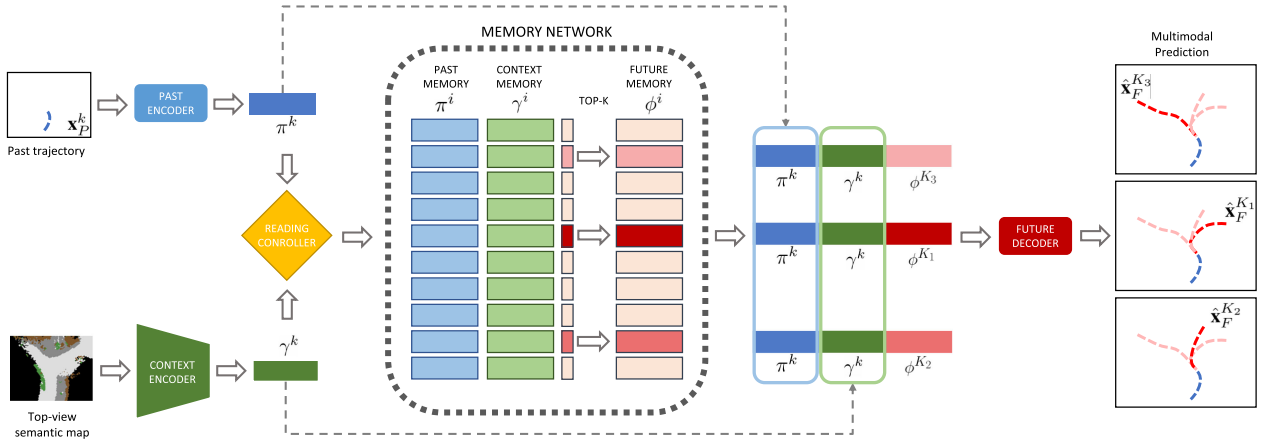 MEMORY NETWORK
PAST
MEMORY
π^i
CONTEXT
MEMORY
γ^i
TOP-K
FUTURE
MEMORY
ϕ^i
x_P^k
Past trajectory
PAST
ENCODER
π^k
READING
CONROLLER
γ^k
CONTEXT
ENCODER
Top-view
semantic map
π^k γ^k ϕ^{K_3}
π^k γ^k ϕ^{K_1}
π^k γ^k ϕ^{K_2}
FUTURE
DECODER
Multimodal
Prediction
x̂_F^{K_3}
x̂_F^{K_1}
x̂_F^{K_2}